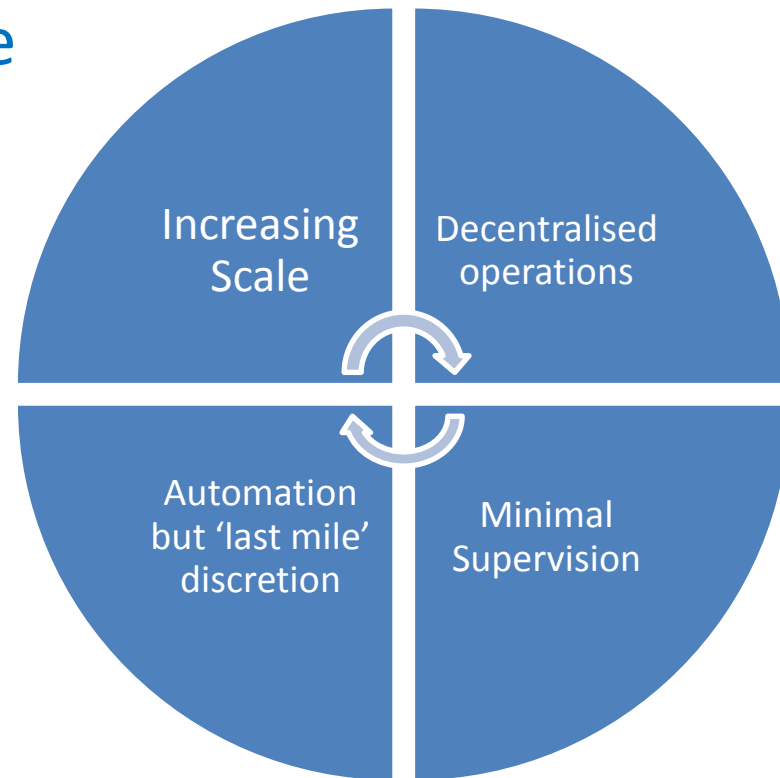 e
Increasing
Scale
Decentralised
operations
Automation
but ‘last mile’
discretion
Minimal
Supervision